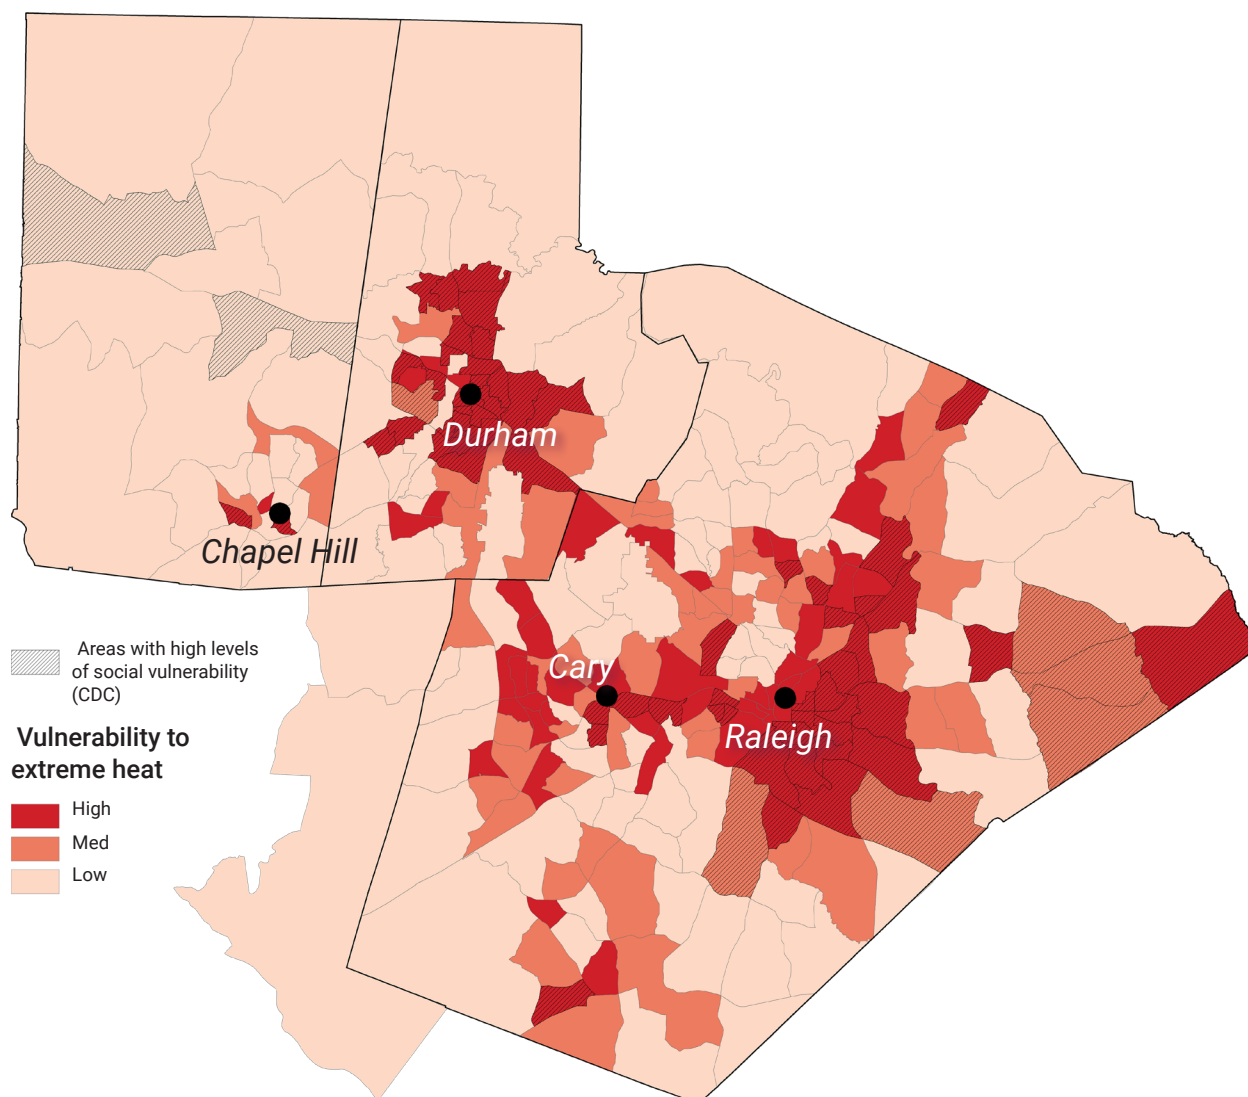 Durham
Chapel Hill
Cary
Raleigh
Areas with high levels
of social vulnerability
(CDC)
Vulnerability to
extreme heat
High
Med
Low